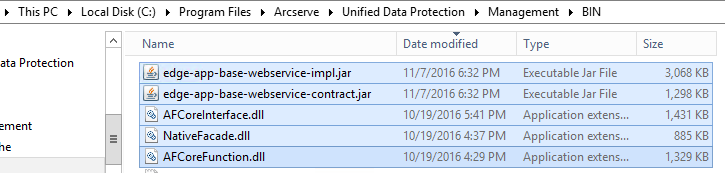 This PC ▸ Local Disk (C:) ▸ Program Files ▸ Arcserve ▸ Unified Data Protection ▸ Management ▸ BIN
Name Date modified Type Size
ata Protection
edge-app-base-webservice-impl.jar 11/7/2016 6:32 PM Executable Jar File 3,068 KB
edge-app-base-webservice-contract.jar 11/7/2016 6:32 PM Executable Jar File 1,298 KB
AFCoreInterface.dll 10/19/2016 5:41 PM Application extens... 1,431 KB
ement NativeFacade.dll 10/19/2016 4:37 PM Application extens... 885 KB
he AFCoreFunction.dll 10/19/2016 4:29 PM Application extens... 1,329 KB